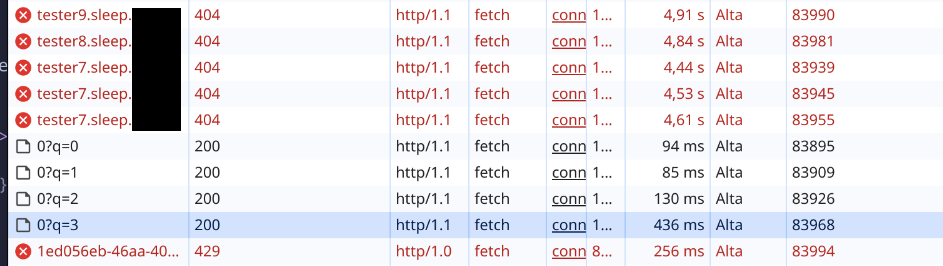 tester9.sleep. 404 http/1.1 fetch conn 1... 4,91 s Alta 83990
tester8.sleep. 404 http/1.1 fetch conn 1... 4,84 s Alta 83981
tester7.sleep. 404 http/1.1 fetch conn 1... 4,44 s Alta 83939
tester7.sleep. 404 http/1.1 fetch conn 1... 4,53 s Alta 83945
tester7.sleep. 404 http/1.1 fetch conn 1... 4,61 s Alta 83955
0?q=0 200 http/1.1 fetch conn 1... 94 ms Alta 83895
0?q=1 200 http/1.1 fetch conn 1... 85 ms Alta 83909
0?q=2 200 http/1.1 fetch conn 1... 130 ms Alta 83926
0?q=3 200 http/1.1 fetch conn 1... 436 ms Alta 83968
1ed056eb-46aa-40... 429 http/1.0 fetch conn 8... 256 ms Alta 83994